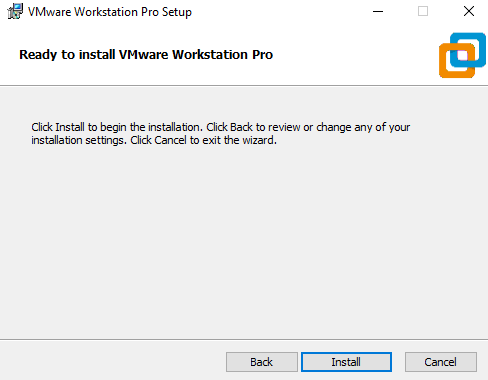 VMware Workstation Pro Setup
Ready to install VMware Workstation Pro
Click Install to begin the installation. Click Back to review or change any of your
installation settings. Click Cancel to exit the wizard.
Back Install Cancel